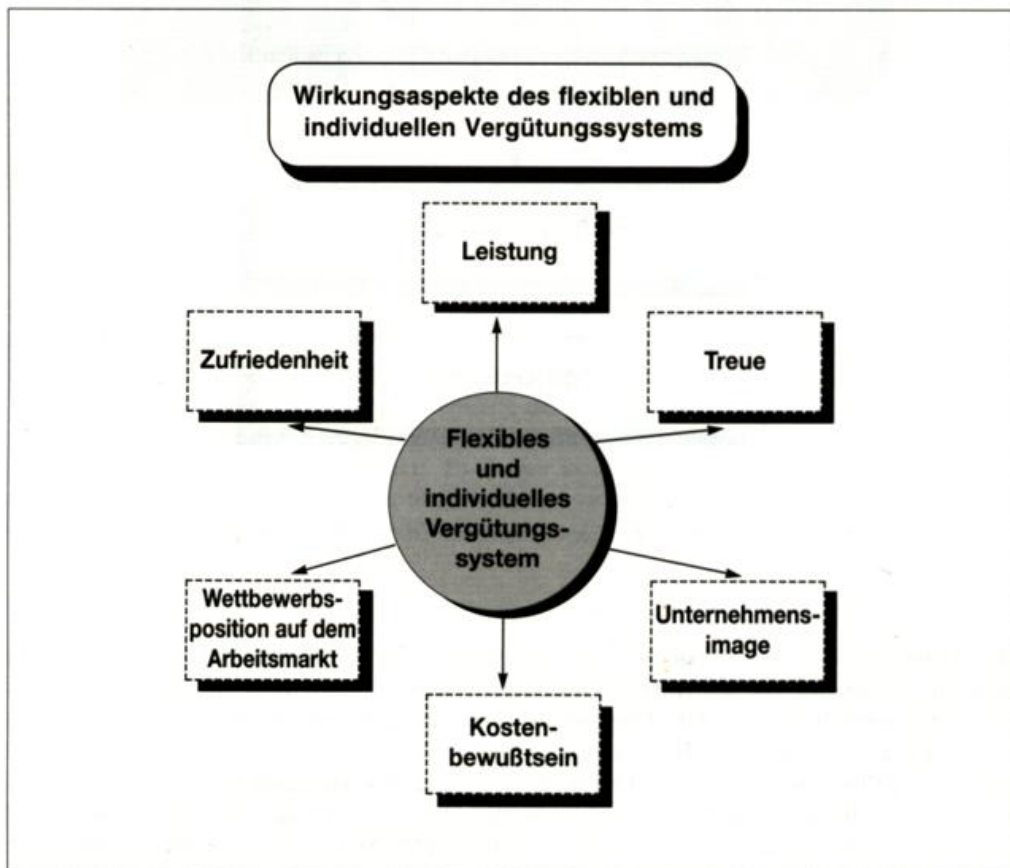 Wirkungsaspekte des flexiblen und
individuellen Vergütungssystems
Leistung
Zufriedenheit
Treue
Flexibles
und
individuelles
Vergütungs-
system
Wettbewerbs-
position auf dem
Arbeitsmarkt
Unternehmens-
image
Kosten-
bewußtsein